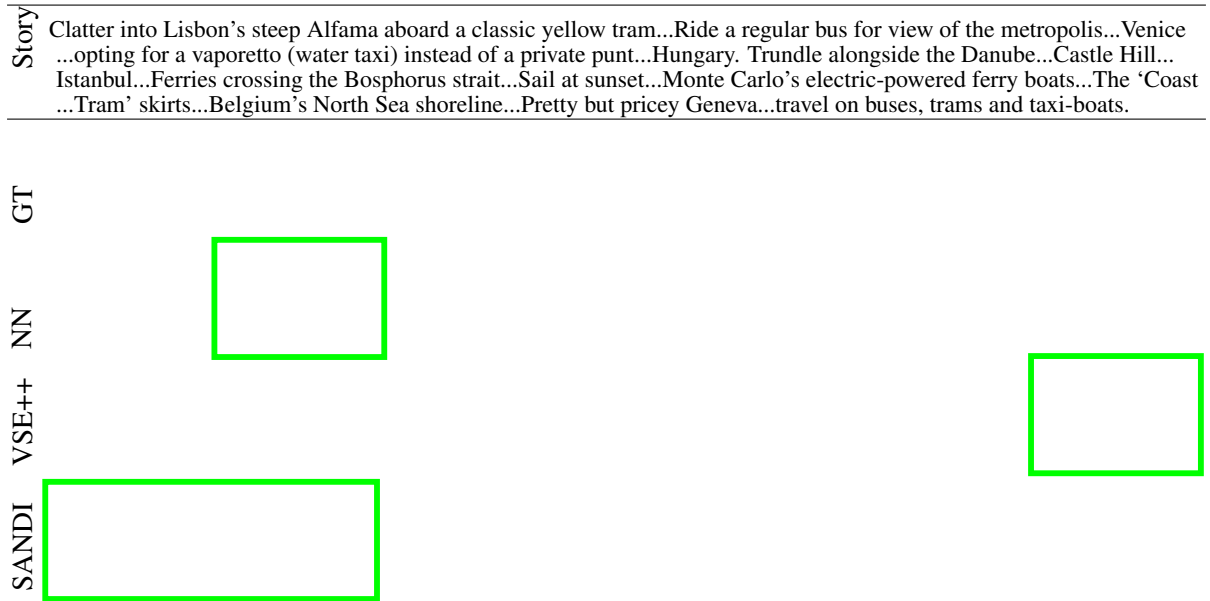 Story
Clatter into Lisbon's steep Alfama aboard a classic yellow tram...Ride a regular bus for view of the metropolis...Venice
...opting for a vaporetto (water taxi) instead of a private punt...Hungary. Trundle alongside the Danube...Castle Hill...
Istanbul...Ferries crossing the Bosphorus strait...Sail at sunset...Monte Carlo's electric-powered ferry boats...The ‘Coast
...Tram’ skirts...Belgium's North Sea shoreline...Pretty but pricey Geneva...travel on buses, trams and taxi-boats.
GT
NN
VSE++
SANDI